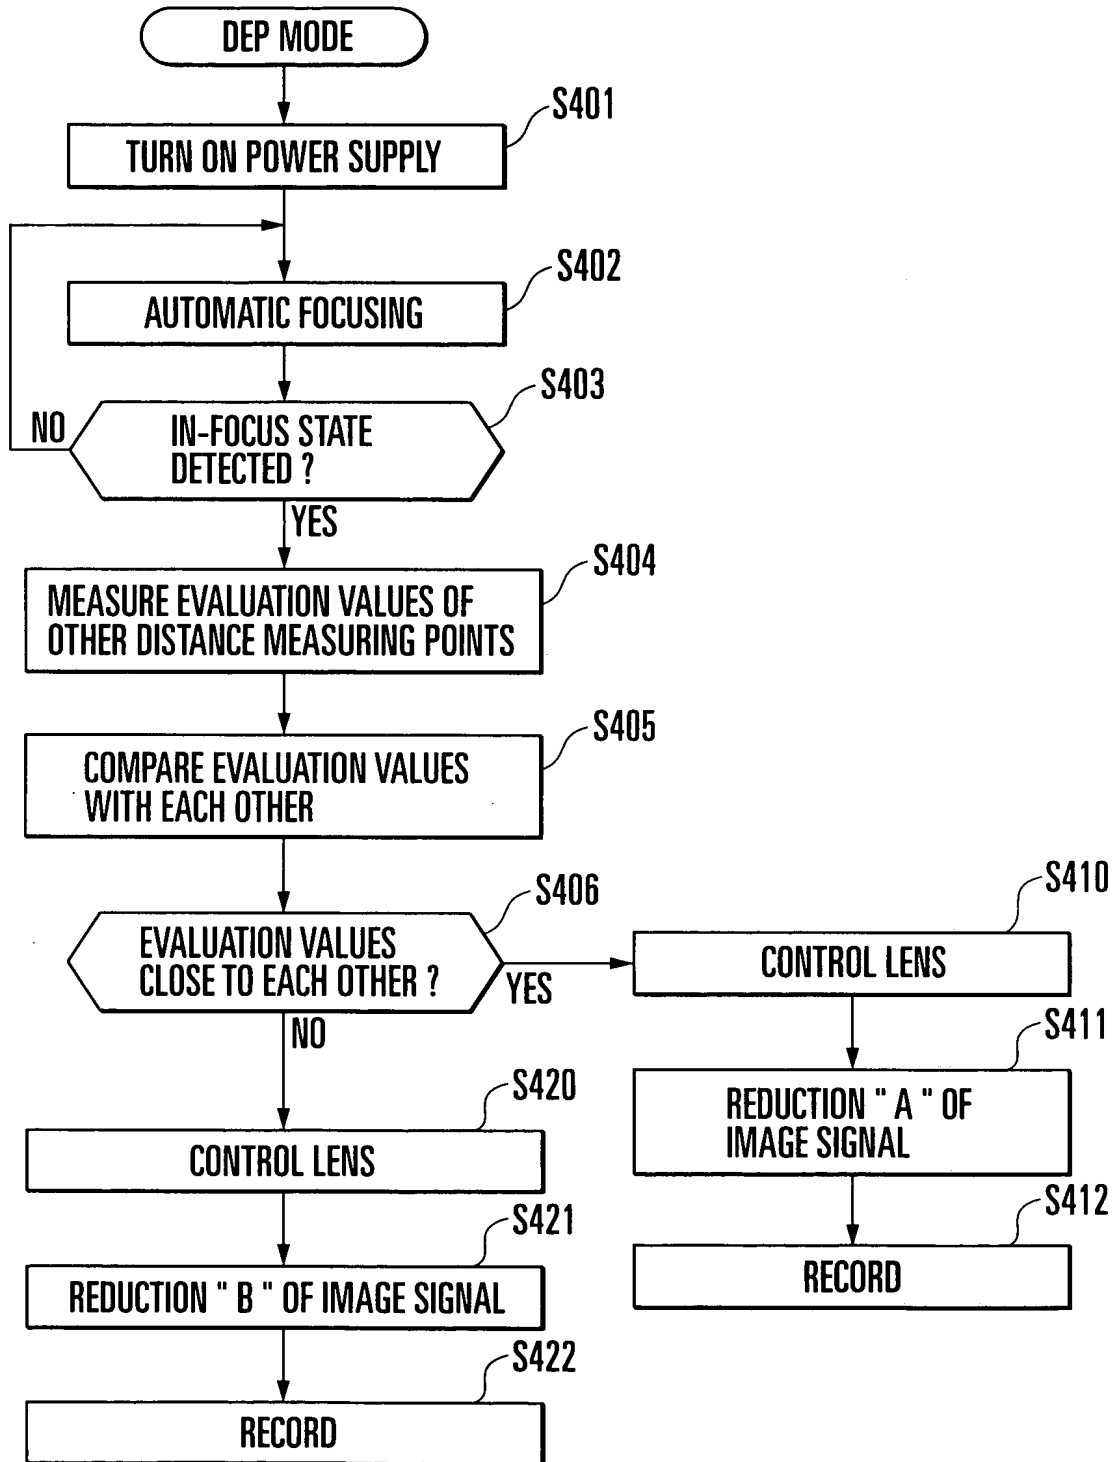 DEP MODE
S401
TURN ON POWER SUPPLY
S402
AUTOMATIC FOCUSING
S403
NO
IN-FOCUS STATE
DETECTED ?
YES
S404
MEASURE EVALUATION VALUES OF
OTHER DISTANCE MEASURING POINTS
S405
COMPARE EVALUATION VALUES
WITH EACH OTHER
S406
EVALUATION VALUES
CLOSE TO EACH OTHER ?
YES
NO
S410
CONTROL LENS
S411
REDUCTION " A " OF
IMAGE SIGNAL
S412
RECORD
S420
CONTROL LENS
S421
REDUCTION " B " OF IMAGE SIGNAL
S422
RECORD